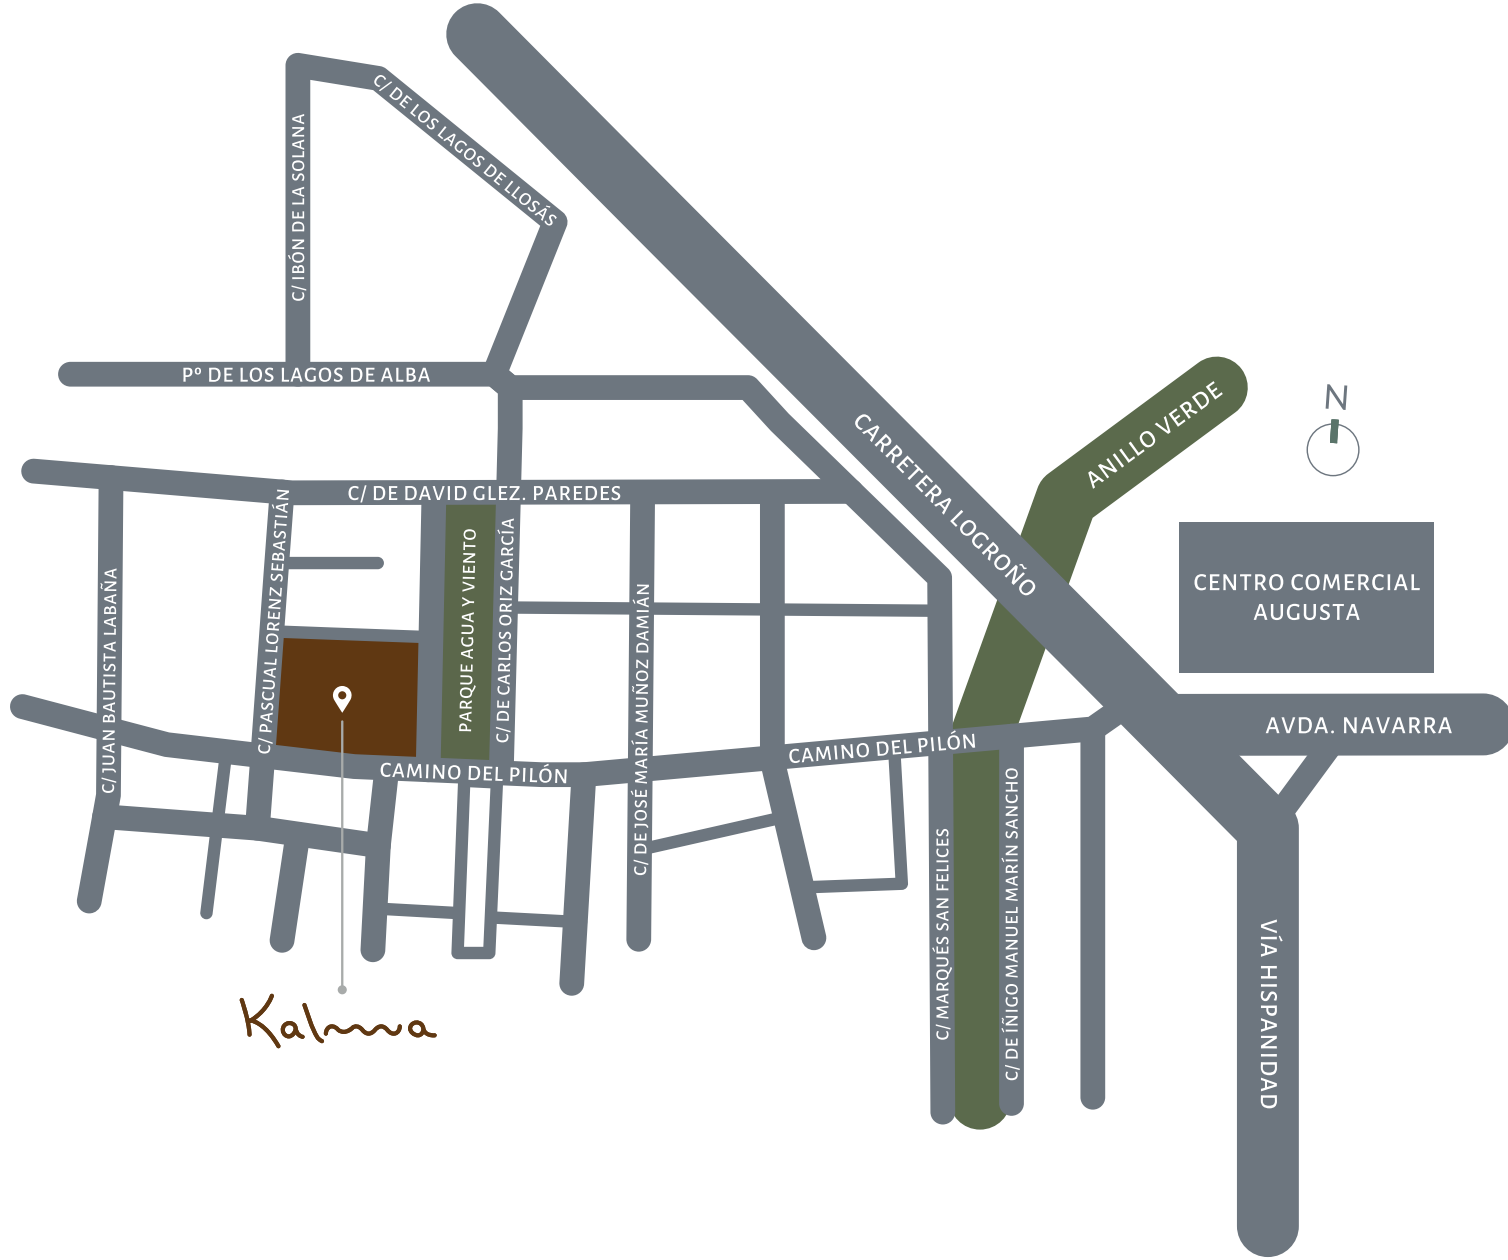 C/ DE LOS LAGOS DE LLOSÁS
C/ IBÓN DE LA SOLANA
Pº DE LOS LAGOS DE ALBA
CARRETERA LOGROÑO
ANILLO VERDE
N
C/ DE DAVID GLEZ. PAREDES
C/ PASCUAL LORENZ SEBASTIÁN
C/ JUAN BAUTISTA LABAÑA
PARQUE AGUA Y VIENTO
C/ DE CARLOS ORIZ GARCÍA
C/ DE JOSÉ MARÍA MUÑOZ DAMIÁN
CENTRO COMERCIAL
AUGUSTA
AVDA. NAVARRA
CAMINO DEL PILÓN
CAMINO DEL PILÓN
C/ MARQUÉS SAN FELICES
C/ DE ÍÑIGO MANUEL MARÍN SANCHO
VÍA HISPANIDAD
Kalma